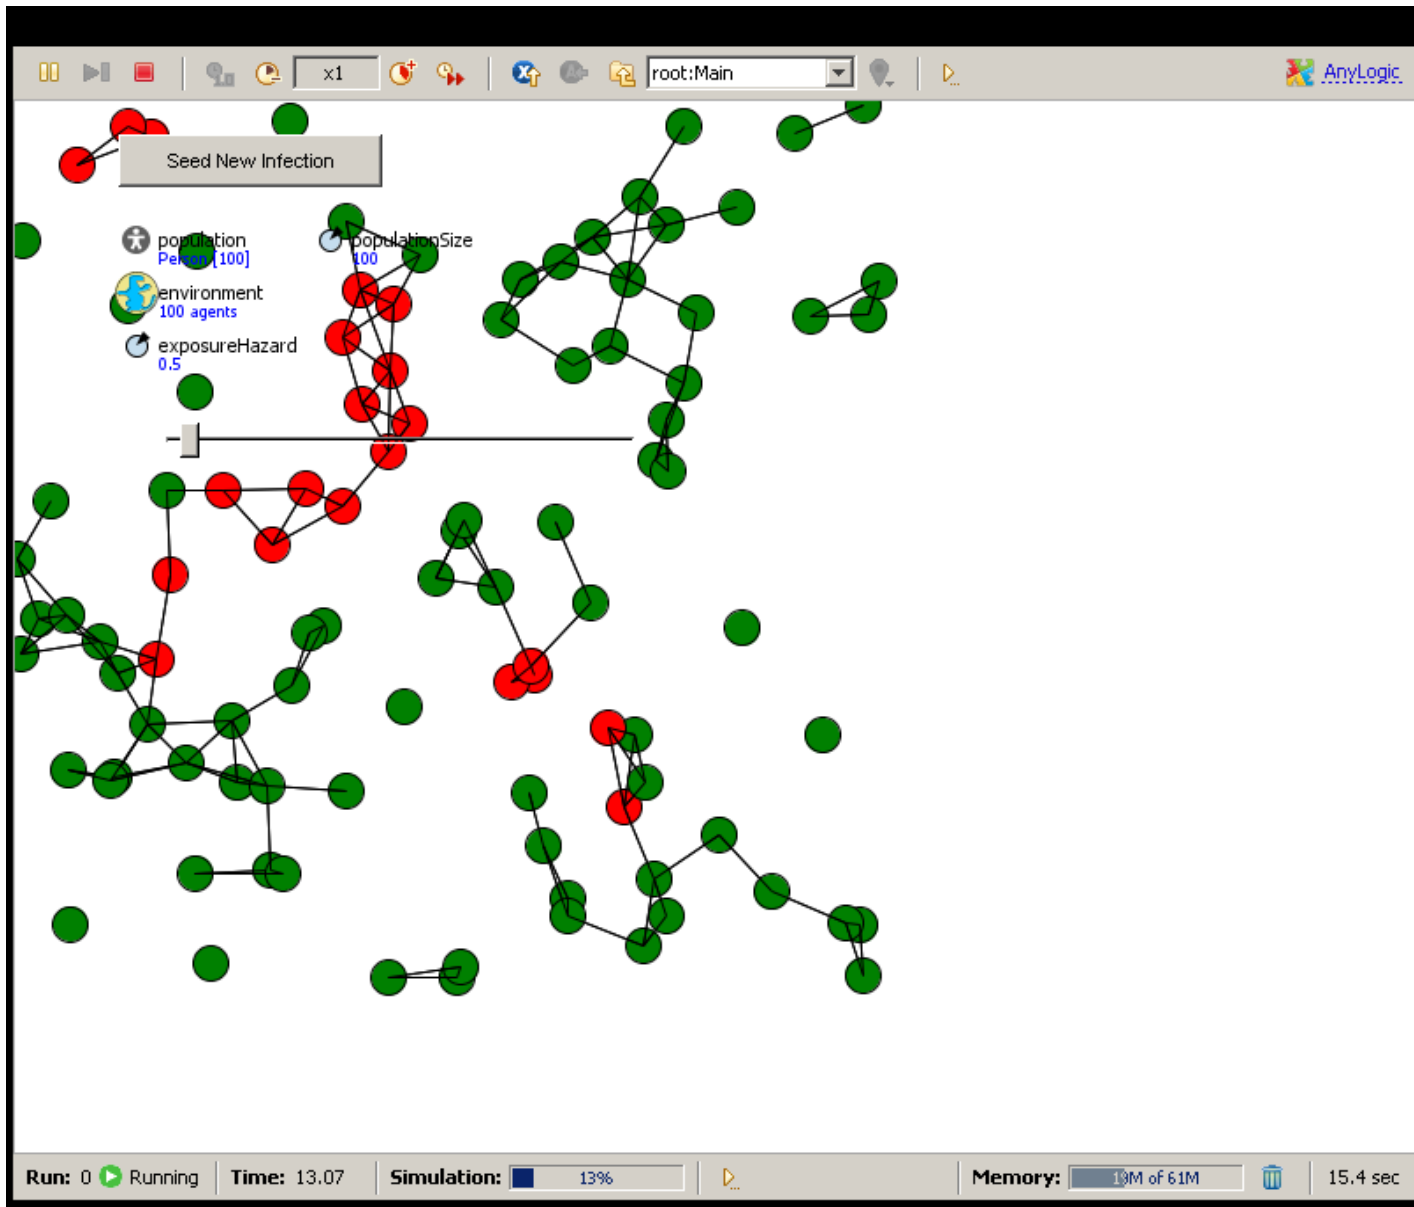 x1
root:Main
AnyLogic
Seed New Infection
population
Person [100]
populationSize
100
environment
100 agents
exposureHazard
0.5
Run: 0 Running Time: 13.07 Simulation: 13% Memory: 19M of 61M 15.4 sec